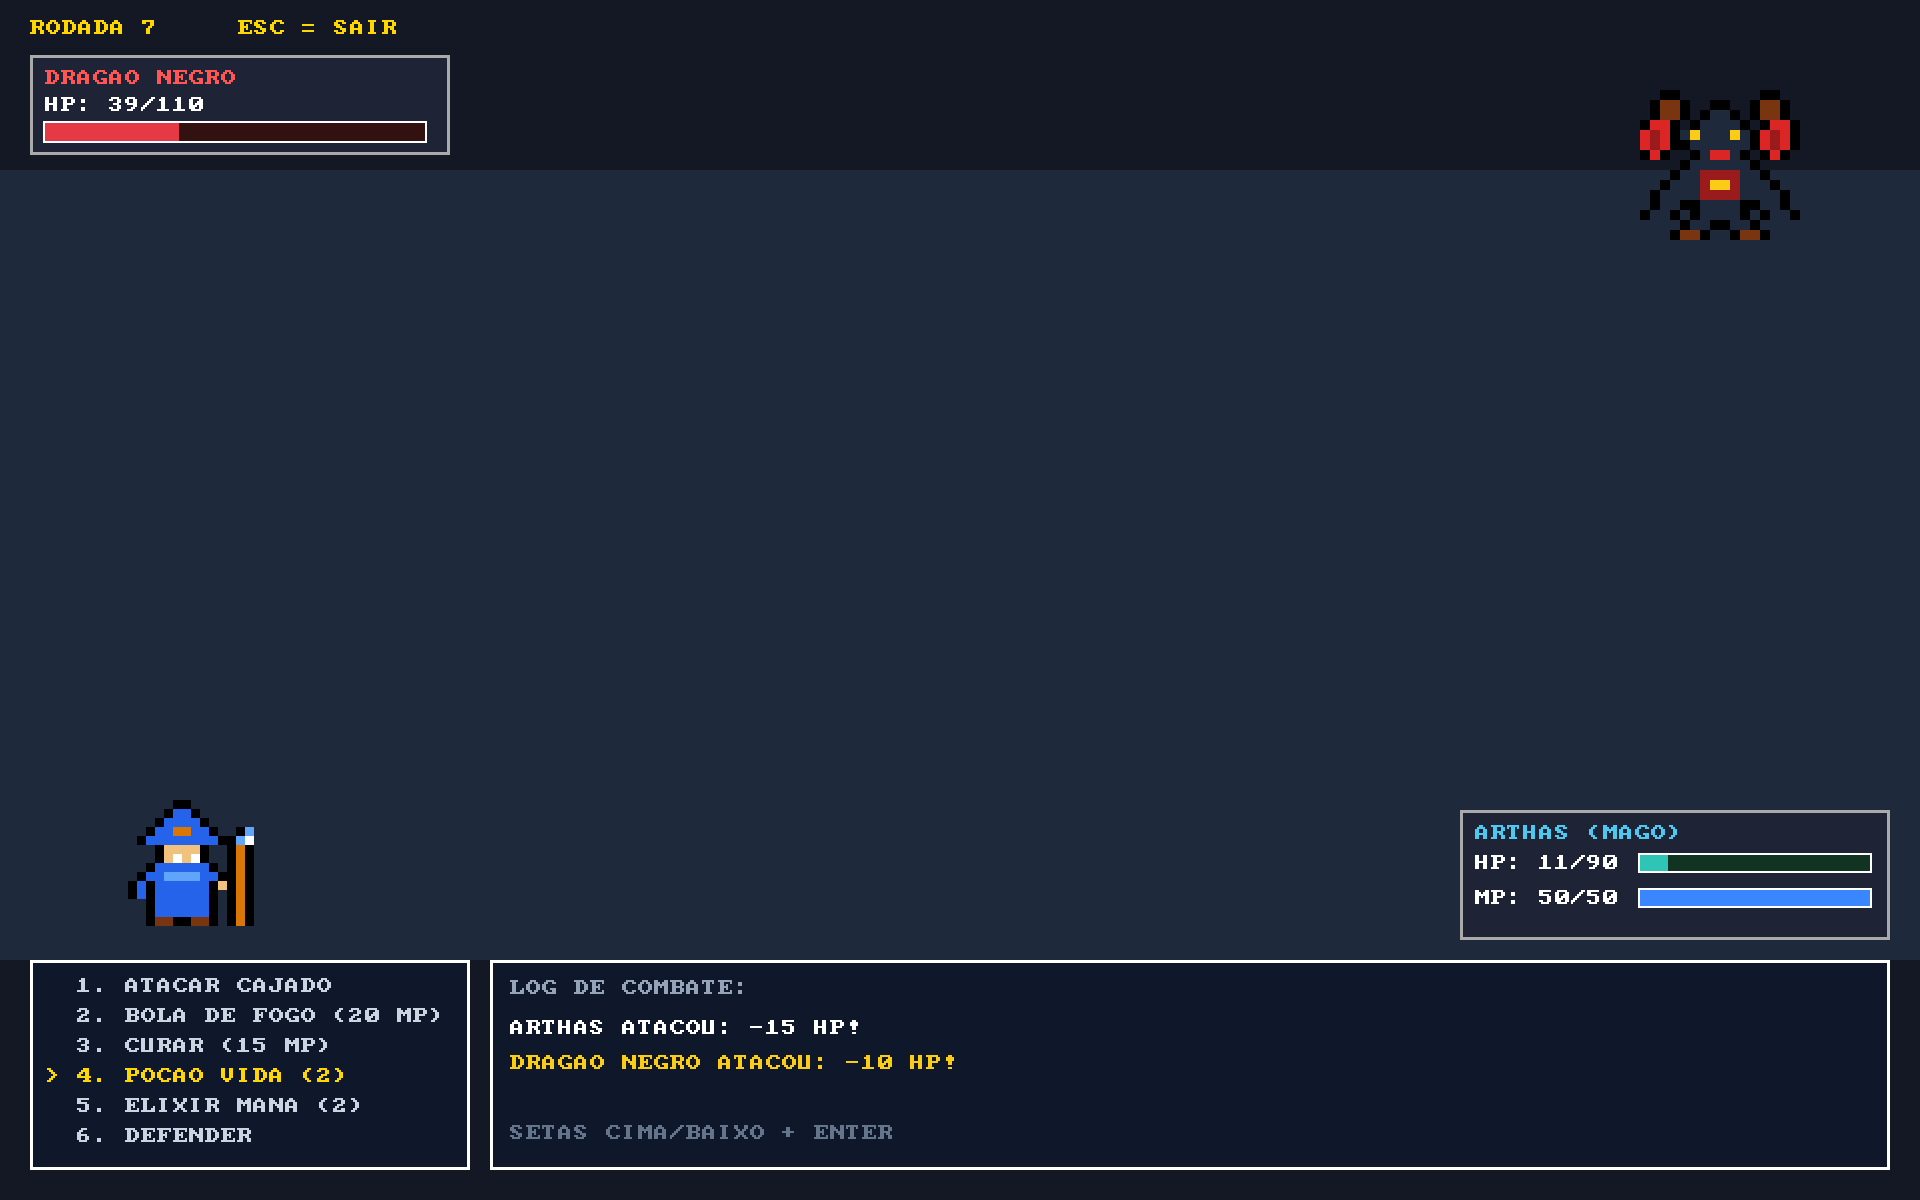 RODADA 7     ESC = SAIR
DRAGAO NEGRO
HP: 39/110
ARTHAS (MAGO)
HP: 11/90
MP: 50/50
1. ATACAR CAJADO
2. BOLA DE FOGO (20 MP)
3. CURAR (15 MP)
> 4. POCAO VIDA (2)
5. ELIXIR MANA (2)
6. DEFENDER
LOG DE COMBATE:
ARTHAS ATACOU: -15 HP!
DRAGAO NEGRO ATACOU: -10 HP!
SETAS CIMA/BAIXO + ENTER